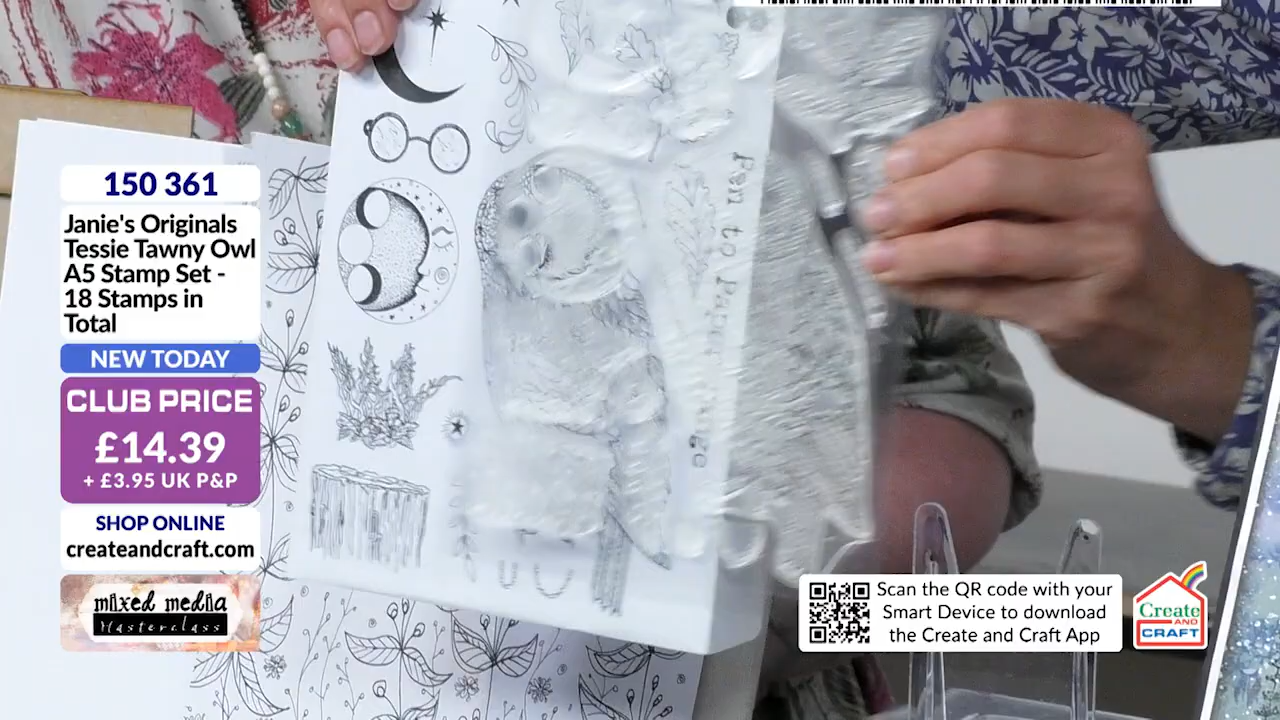 150 361
Janie's Originals
Tessie Tawny Owl
A5 Stamp Set -
18 Stamps in
Total
NEW TODAY
CLUB PRICE
£14.39
+ £3.95 UK P&P
SHOP ONLINE
createandcraft.com
mixed media
Masterclass
Pen to
Scan the QR code with your
Smart Device to download
the Create and Craft App
Create
AND
CRAFT